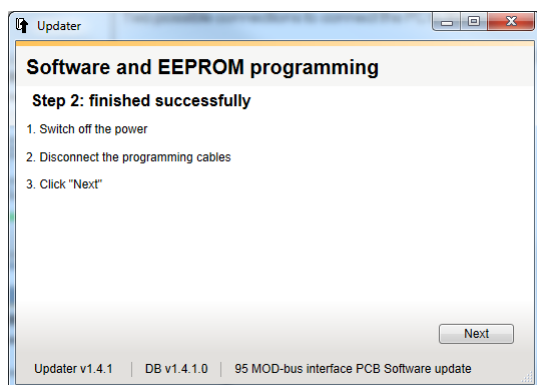 Updater
Software and EEPROM programming
Step 2: finished successfully
1. Switch off the power
2. Disconnect the programming cables
3. Click "Next"
Next
Updater v1.4.1 DB v1.4.1.0 95 MOD-bus interface PCB Software update